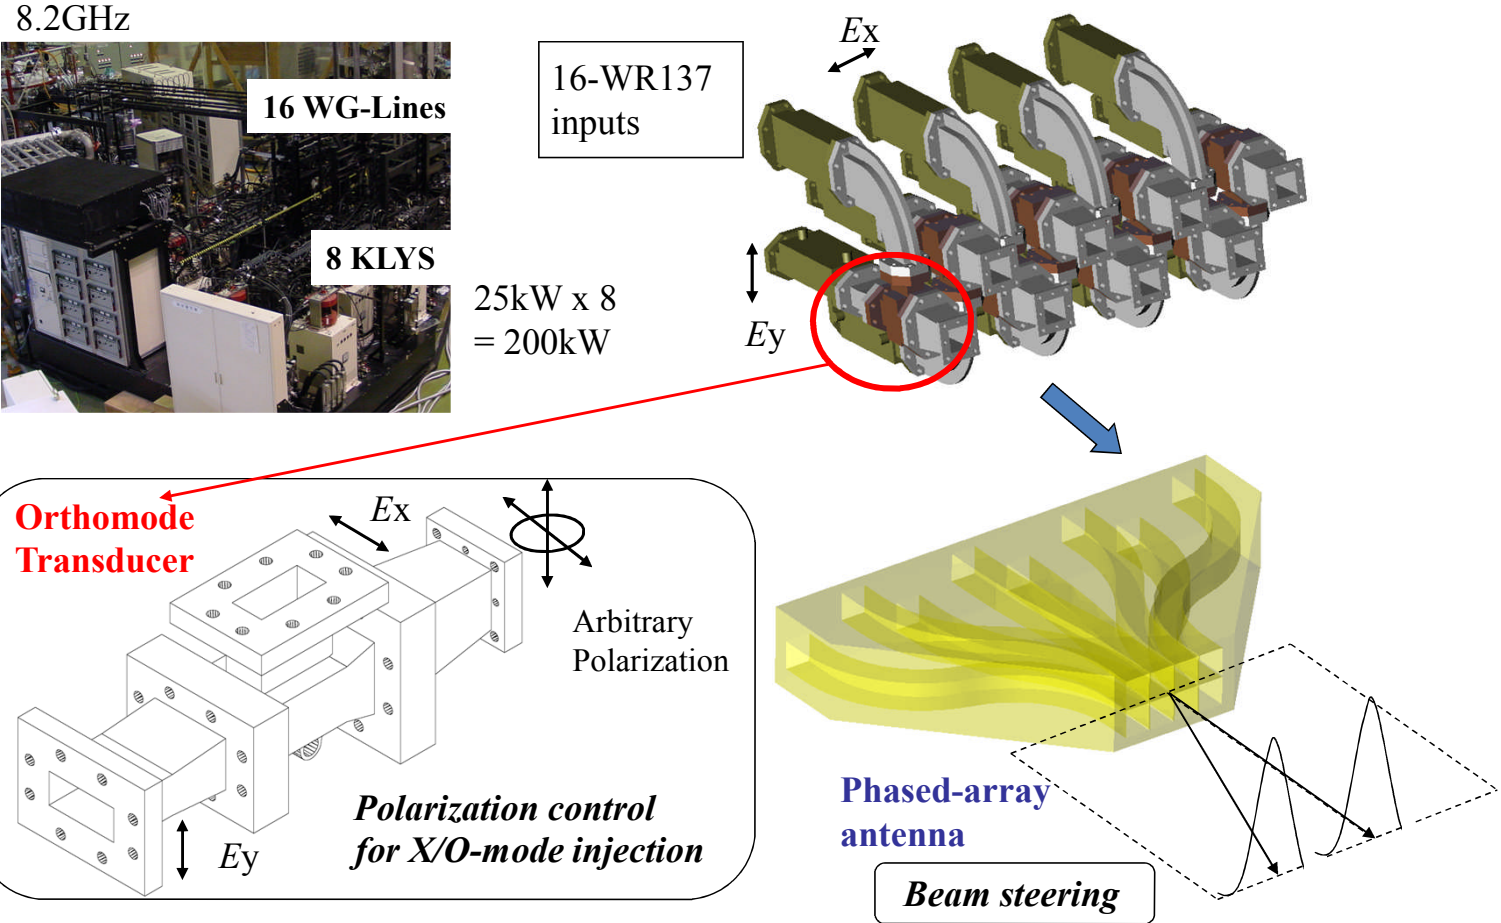 8.2GHz
16 WG-Lines
8 KLYS
25kW x 8
= 200kW
16-WR137
inputs
Ex
Ey
Orthomode
Transducer
Ex
Arbitrary
Polarization
Ey
Polarization control
for X/O-mode injection
Phased-array
antenna
Beam steering